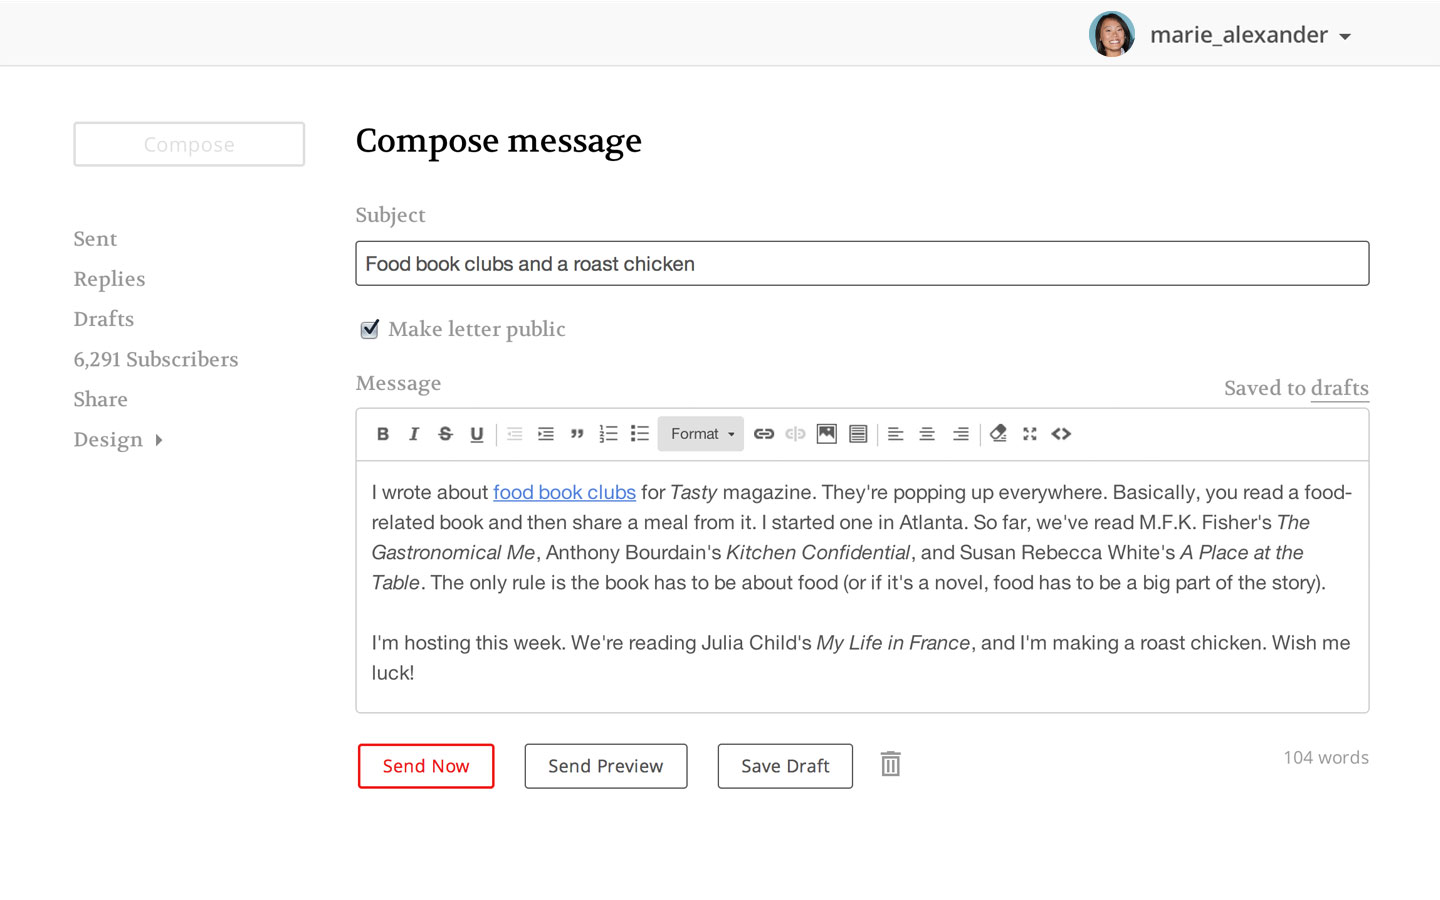 marie_alexander
Compose
Compose message
Sent
Replies
Drafts
6,291 Subscribers
Share
Design
Subject
Food book clubs and a roast chicken
Make letter public
Message
Saved to drafts
B I S U Format
I wrote about food book clubs for Tasty magazine. They're popping up everywhere. Basically, you read a food-
related book and then share a meal from it. I started one in Atlanta. So far, we've read M.F.K. Fisher's The
Gastronomical Me, Anthony Bourdain's Kitchen Confidential, and Susan Rebecca White's A Place at the
Table. The only rule is the book has to be about food (or if it's a novel, food has to be a big part of the story).
I'm hosting this week. We're reading Julia Child's My Life in France, and I'm making a roast chicken. Wish me
luck!
Send Now
Send Preview
Save Draft
104 words